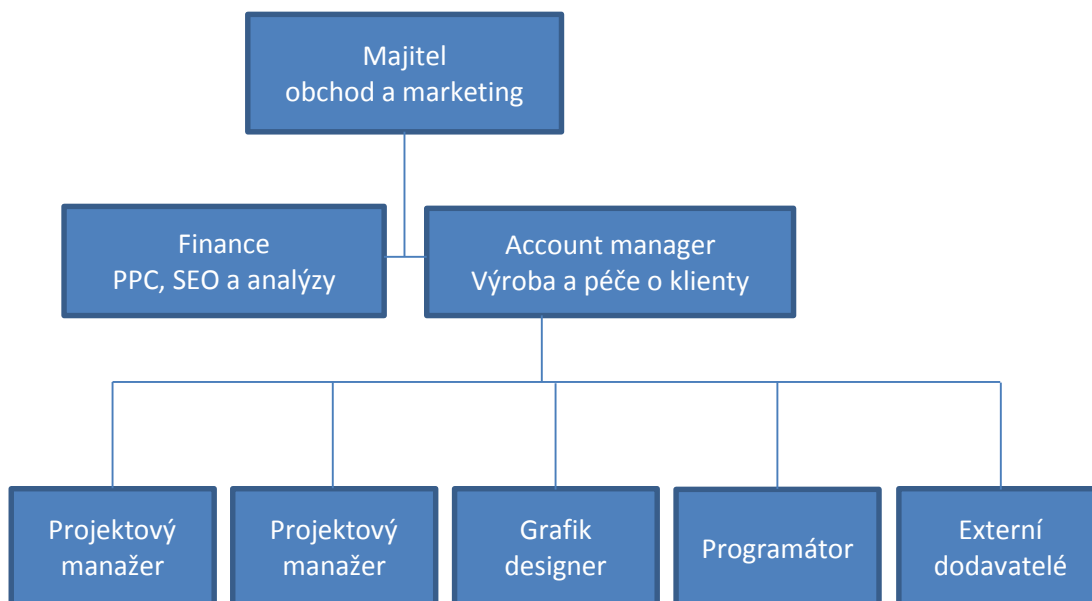 Majitel
obchod a marketing
Finance
PPC, SEO a analýzy
Account manager
Výroba a péče o klienty
Projektový
manažer
Projektový
manažer
Grafik
designer
Programátor
Externí
dodavatelé